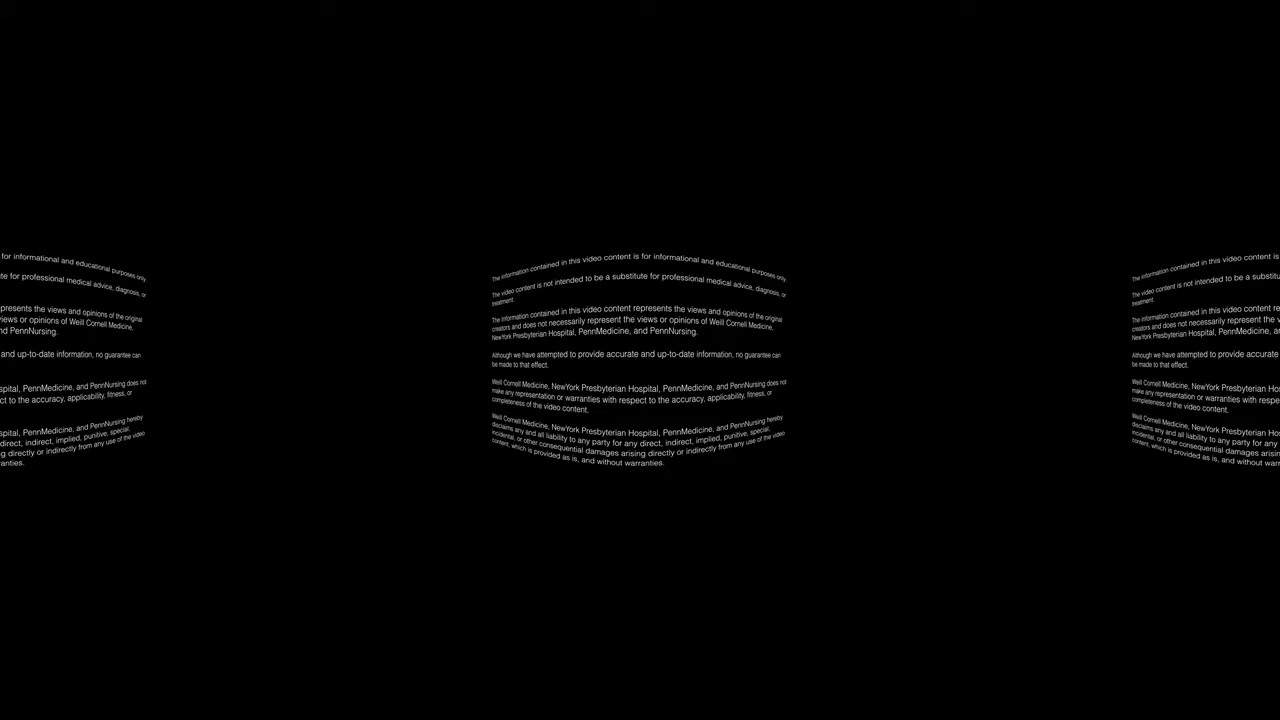 The information contained in this video content is for informational and educational purposes only.
The video content is not intended to be a substitute for professional medical advice, diagnosis, or
treatment.
The information contained in this video content represents the views and opinions of the original
creators and does not necessarily represent the views or opinions of Weill Cornell Medicine,
NewYork Presbyterian Hospital, PennMedicine, and PennNursing.
Although we have attempted to provide accurate and up-to-date information, no guarantee can
be made to that effect.
Weill Cornell Medicine, NewYork Presbyterian Hospital, PennMedicine, and PennNursing does not
make any representation or warranties with respect to the accuracy, applicability, fitness, or
completeness of the video content.
Weill Cornell Medicine, NewYork Presbyterian Hospital, PennMedicine, and PennNursing hereby
disclaims any and all liability to any party for any direct, indirect, implied, punitive, special,
incidental, or other consequential damages arising directly or indirectly from any use of the video
content, which is provided as is, and without warranties.